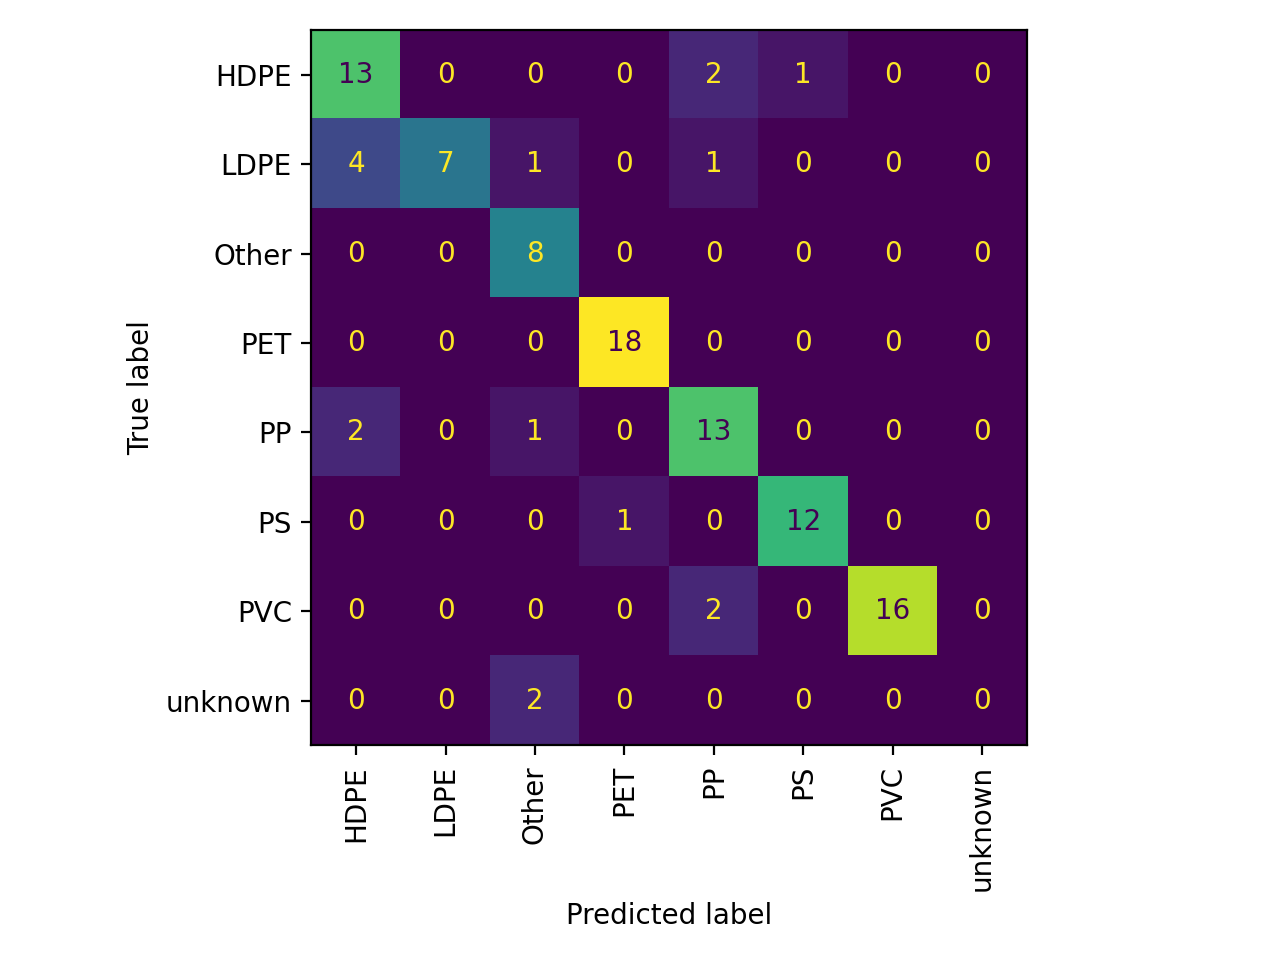 HDPE 13 0 0 0 2 1 0 0
LDPE 4 7 1 0 1 0 0 0
Other 0 0 8 0 0 0 0 0
PET 0 0 0 18 0 0 0 0
PP 2 0 1 0 13 0 0 0
PS 0 0 0 1 0 12 0 0
PVC 0 0 0 0 2 0 16 0
unknown 0 0 2 0 0 0 0 0
True label
HDPE LDPE Other PET PP PS PVC unknown
Predicted label